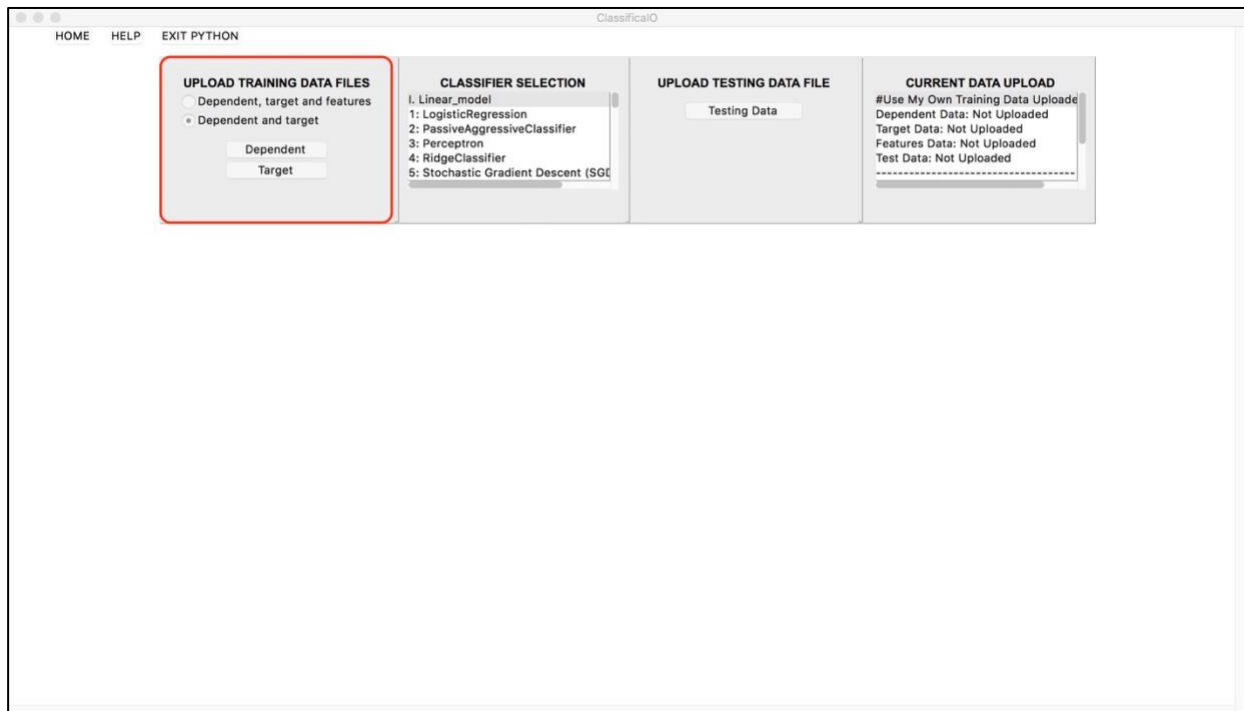 ClassificaIO
HOME HELP EXIT PYTHON
UPLOAD TRAINING DATA FILES
Dependent, target and features
Dependent and target
Dependent
Target
CLASSIFIER SELECTION
I. Linear_model
1: LogisticRegression
2: PassiveAggressiveClassifier
3: Perceptron
4: RidgeClassifier
5: Stochastic Gradient Descent (SGD
UPLOAD TESTING DATA FILE
Testing Data
CURRENT DATA UPLOAD
#Use My Own Training Data Uploade
Dependent Data: Not Uploaded
Target Data: Not Uploaded
Features Data: Not Uploaded
Test Data: Not Uploaded
-----------------------------------